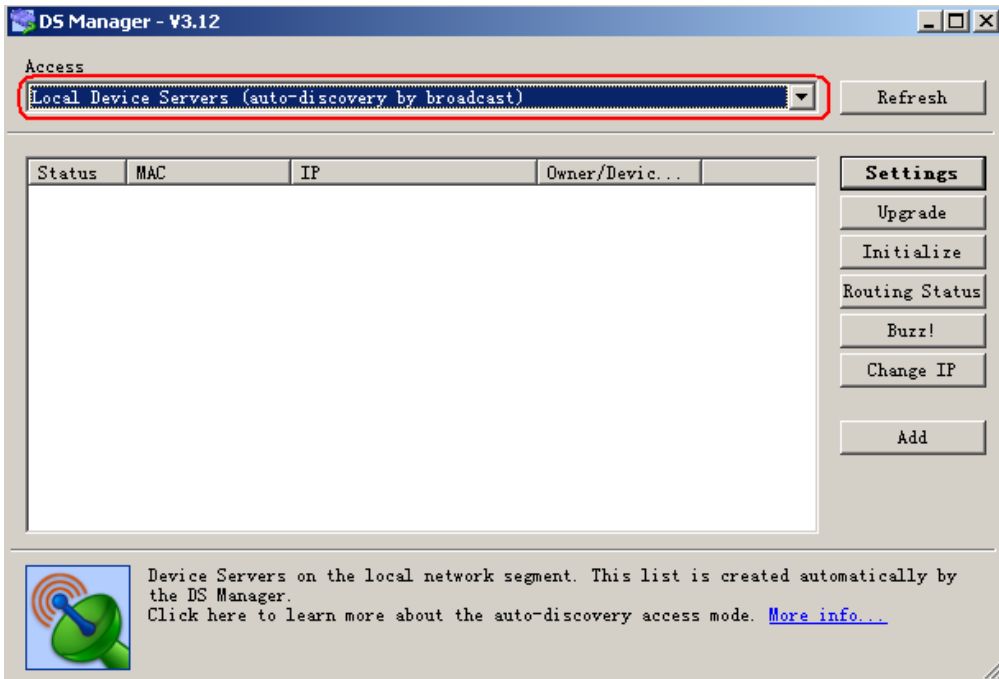 DS Manager - V3.12
Access
Local Device Servers (auto-discovery by broadcast)
Refresh
Status MAC IP Owner/Devic...
Settings
Upgrade
Initialize
Routing Status
Buzz!
Change IP
Add
Device Servers on the local network segment. This list is created automatically by
the DS Manager.
Click here to learn more about the auto-discovery access mode. More info...